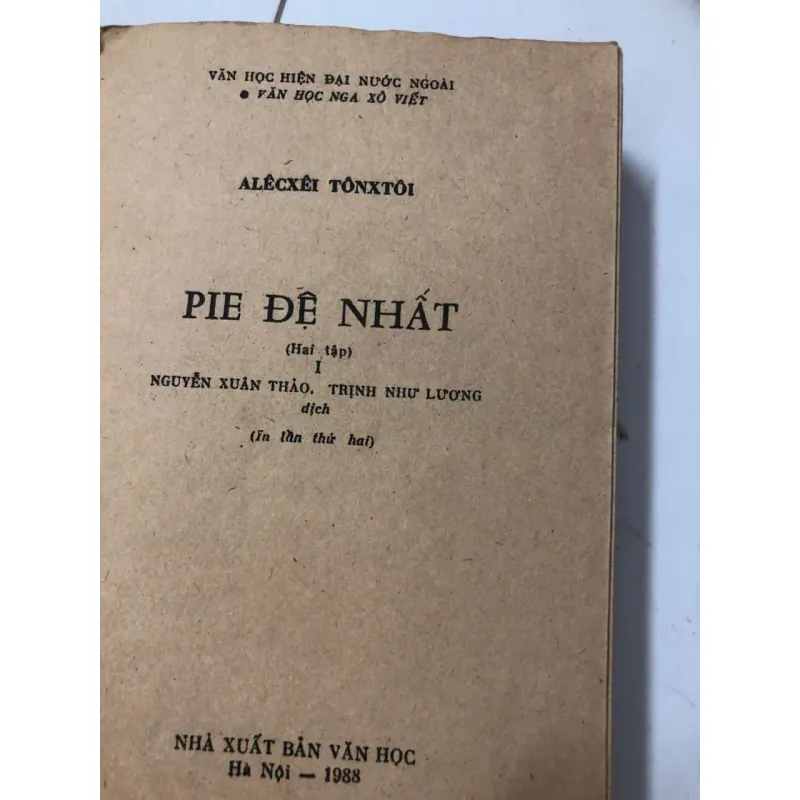 VĂN HỌC HIỆN ĐẠI NƯỚC NGOÀI
● VĂN HỌC NGA XÔ VIẾT
ALÊCXÊI TÔNXTÔI
PIE ĐỆ NHẤT
(Hai tập)
I
NGUYỄN XUÂN THẢO, TRỊNH NHƯ LƯƠNG
dịch
(In lần thứ hai)
NHÀ XUẤT BẢN VĂN HỌC
Hà Nội — 1988